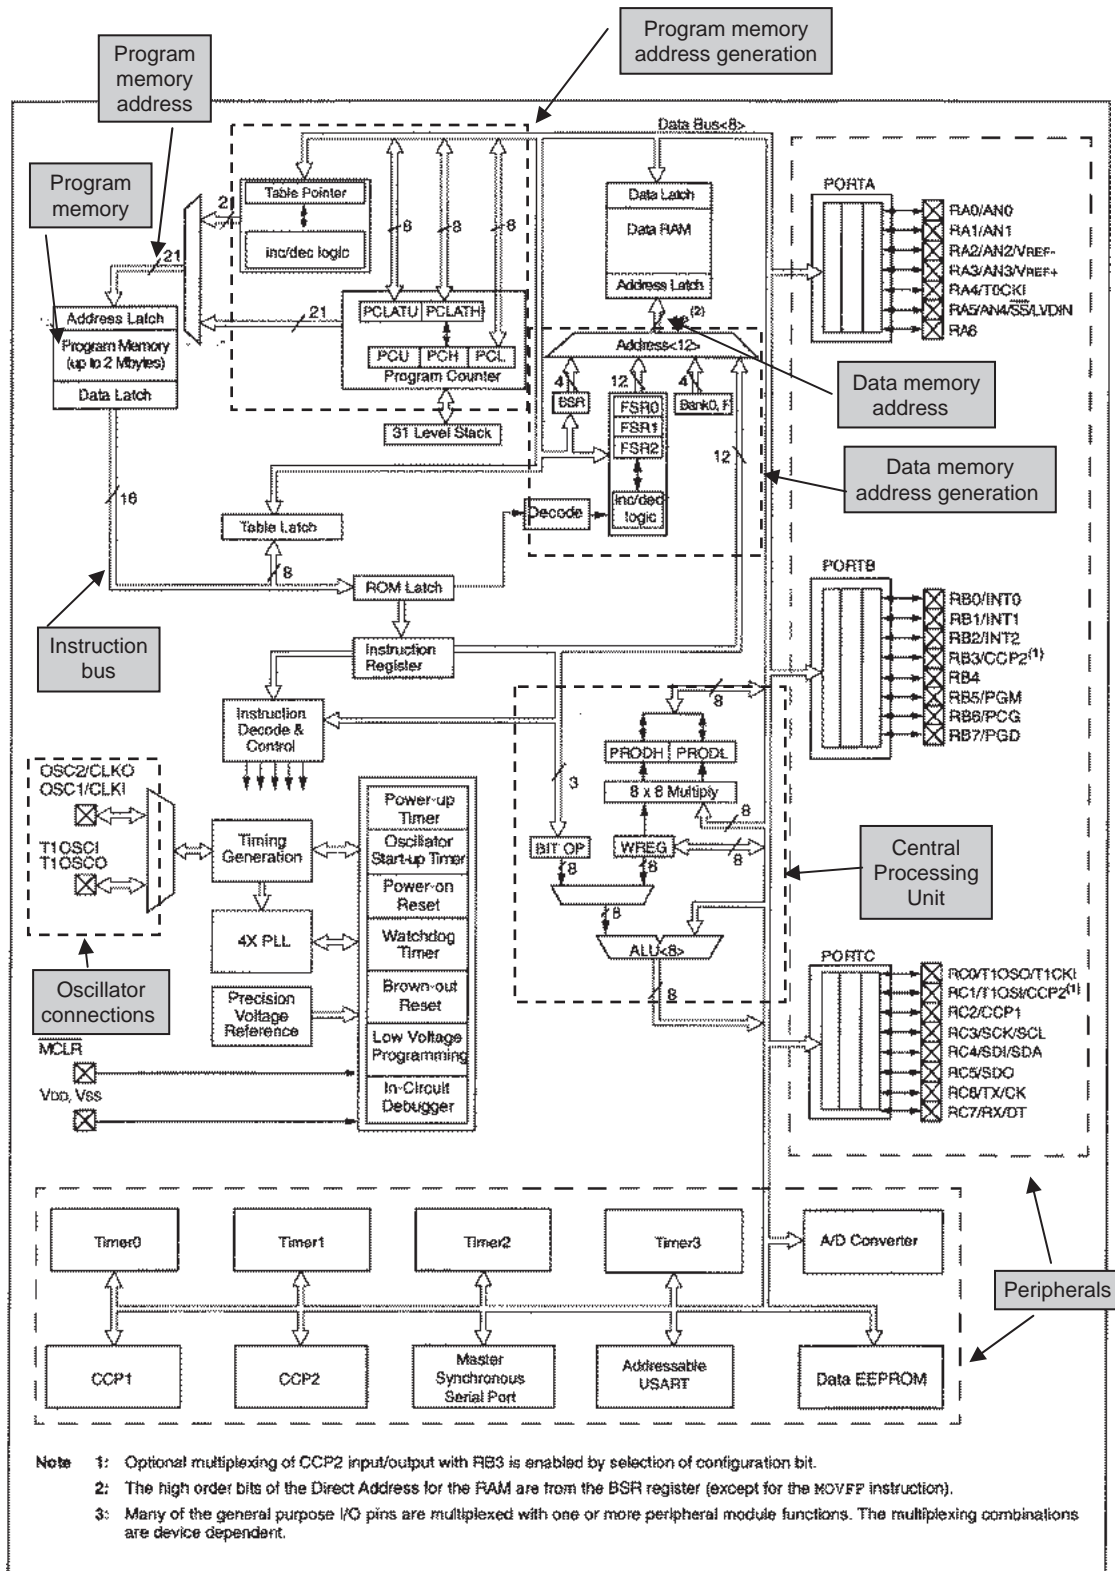 Program
memory
address
Program memory
address generation
Program
memory
Data Bus<8>
Table Pointer
inc/dec logic
2
8
8
8
21
21
PCLATU
PCLATH
PCU
PCH
PCL
Program Counter
31 Level Stack
Address Latch
Program Memory
(up to 2 Mbytes)
Data Latch
Data Latch
Data RAM
Address Latch
(2)
Address<12>
4
12
4
BSR
FSR0
FSR1
FSR2
Bank0, F
inc/dec
logic
12
Decode
Data memory
address
Data memory
address generation
16
Table Latch
8
ROM Latch
Instruction
Register
Instruction
bus
Instruction
Decode &
Control
OSC2/CLKO
OSC1/CLKI
T1OSCI
T1OSCO
Timing
Generation
4X PLL
Precision
Voltage
Reference
Oscillator
connections
MCLR
VDD, VSS
Power-up
Timer
Oscillator
Start-up Timer
Power-on
Reset
Watchdog
Timer
Brown-out
Reset
Low Voltage
Programming
In-Circuit
Debugger
8
PRODH
PRODL
8 x 8 Multiply
3
8
BIT OP
WREG
8
8
8
8
ALU<8>
8
Central
Processing
Unit
PORTA
RA0/AN0
RA1/AN1
RA2/AN2/VREF-
RA3/AN3/VREF+
RA4/T0CKI
RA5/AN4/SS/LVDIN
RA6
PORTB
RB0/INT0
RB1/INT1
RB2/INT2
RB3/CCP2(1)
RB4
RB5/PGM
RB6/PCG
RB7/PGD
PORTC
RC0/T1OSO/T1CKI
RC1/T1OSI/CCP2(1)
RC2/CCP1
RC3/SCK/SCL
RC4/SDI/SDA
RC5/SDO
RC6/TX/CK
RC7/RX/DT
Timer0
Timer1
Timer2
Timer3
A/D Converter
Peripherals
CCP1
CCP2
Master
Synchronous
Serial Port
Addressable
USART
Data EEPROM
Note 1: Optional multiplexing of CCP2 input/output with RB3 is enabled by selection of configuration bit.
2: The high order bits of the Direct Address for the RAM are from the BSR register (except for the MOVFF instruction).
3: Many of the general purpose I/O pins are multiplexed with one or more peripheral module functions. The multiplexing combinations
are device dependent.